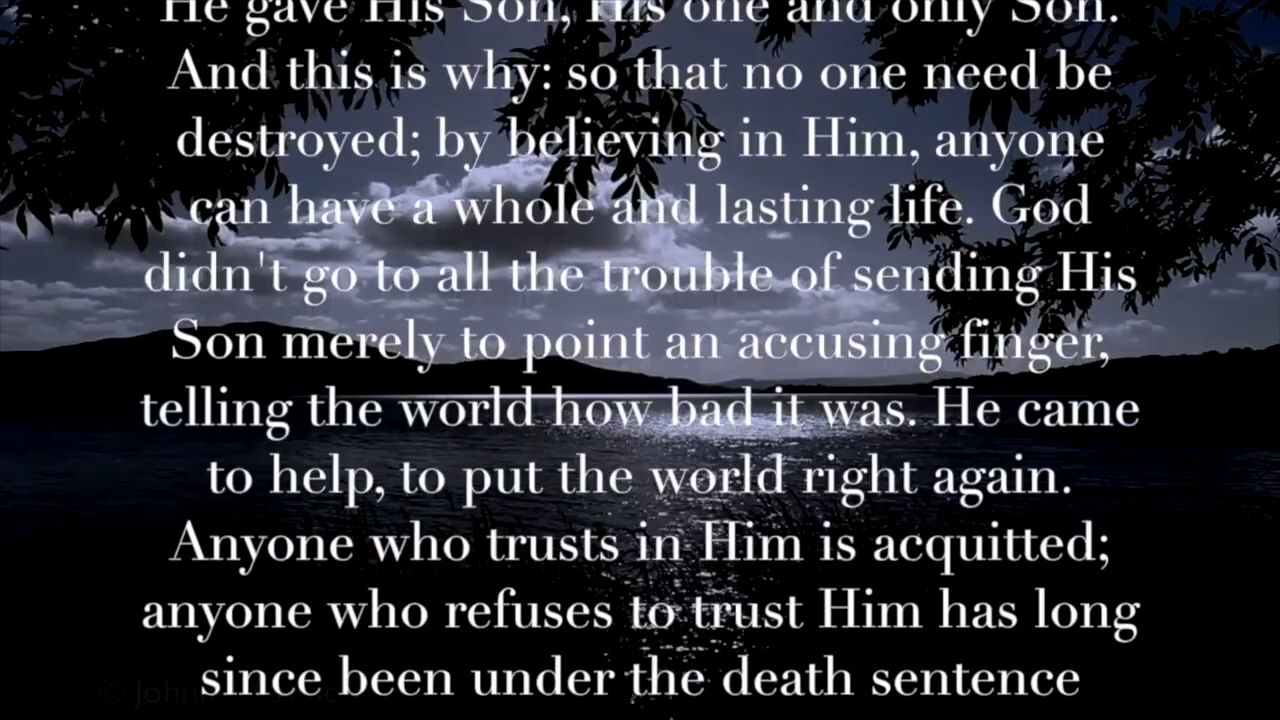 He gave His Son, His one and only Son.
And this is why: so that no one need be
destroyed; by believing in Him, anyone
can have a whole and lasting life. God
didn't go to all the trouble of sending His
Son merely to point an accusing finger,
telling the world how bad it was. He came
to help, to put the world right again.
Anyone who trusts in Him is acquitted;
anyone who refuses to trust Him has long
since been under the death sentence